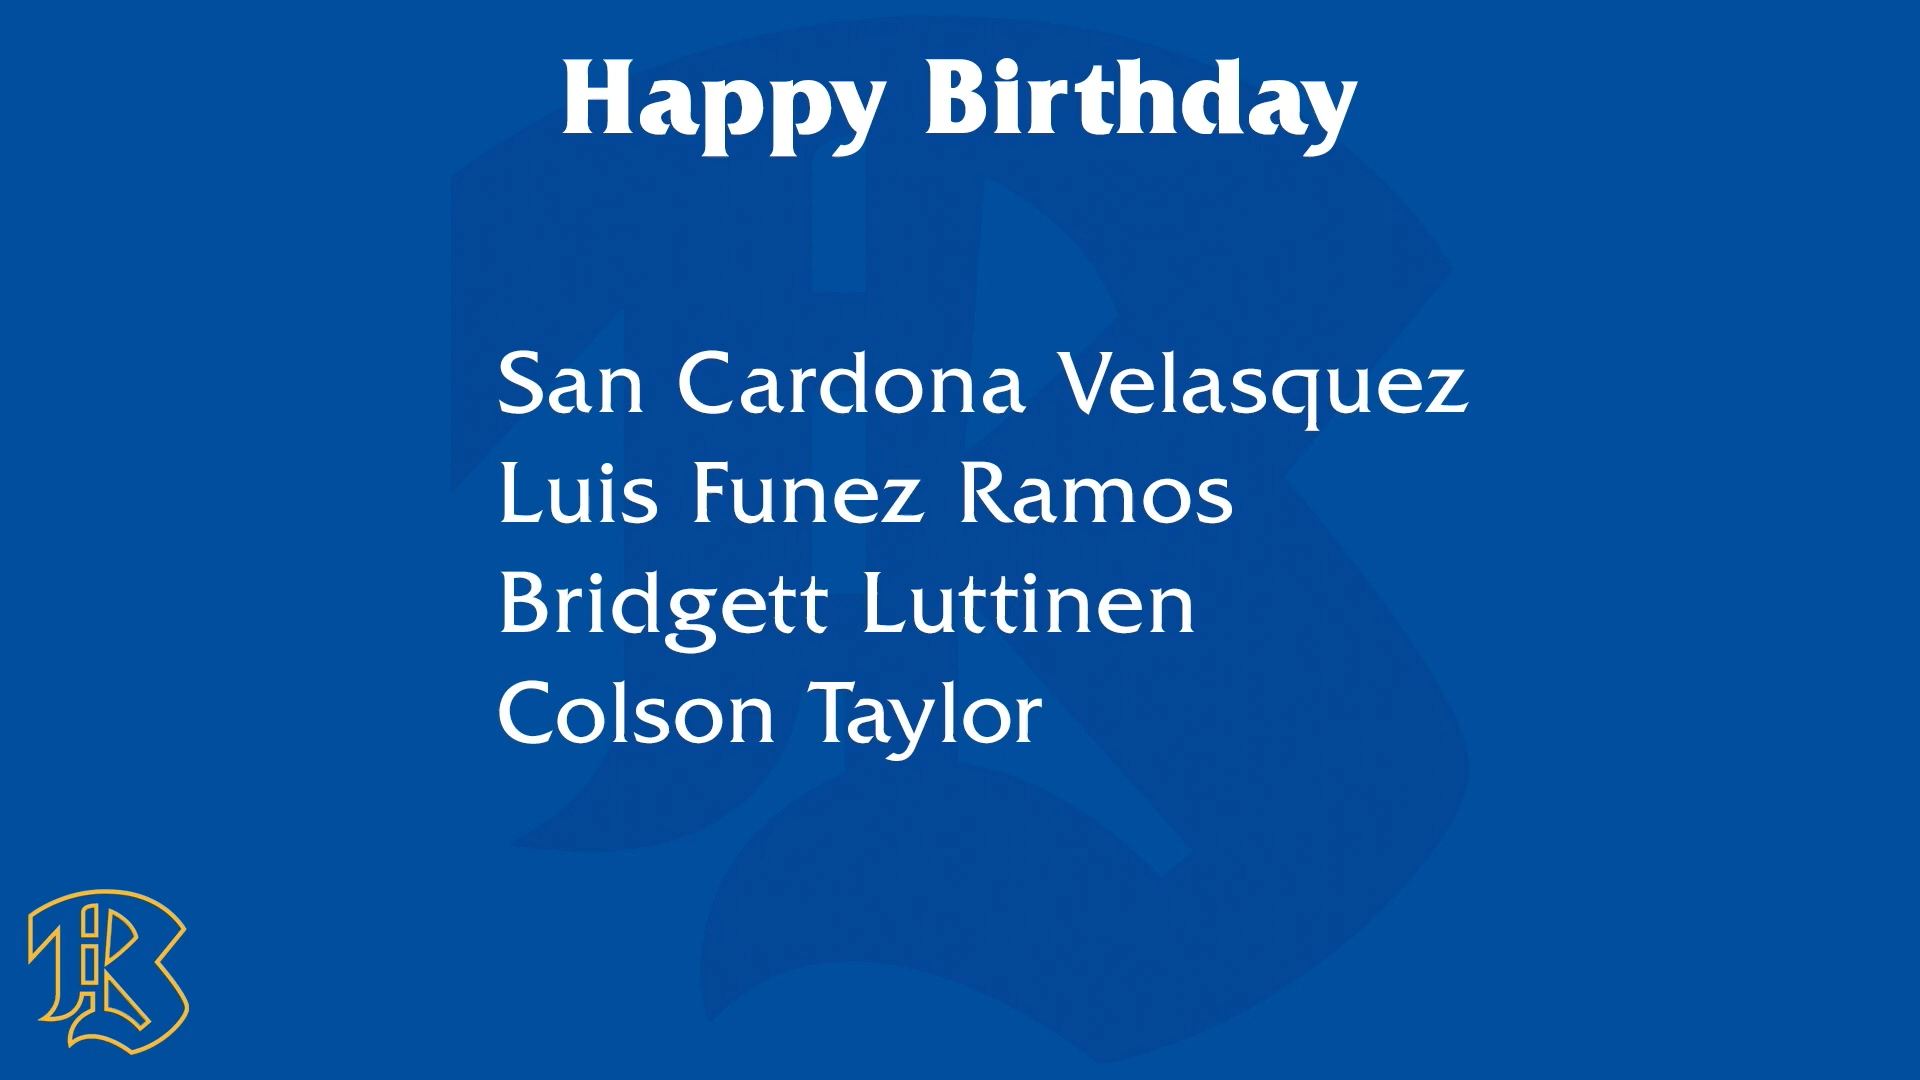 Happy Birthday
San Cardona Velasquez
Luis Funez Ramos
Bridgett Luttinen
Colson Taylor
B